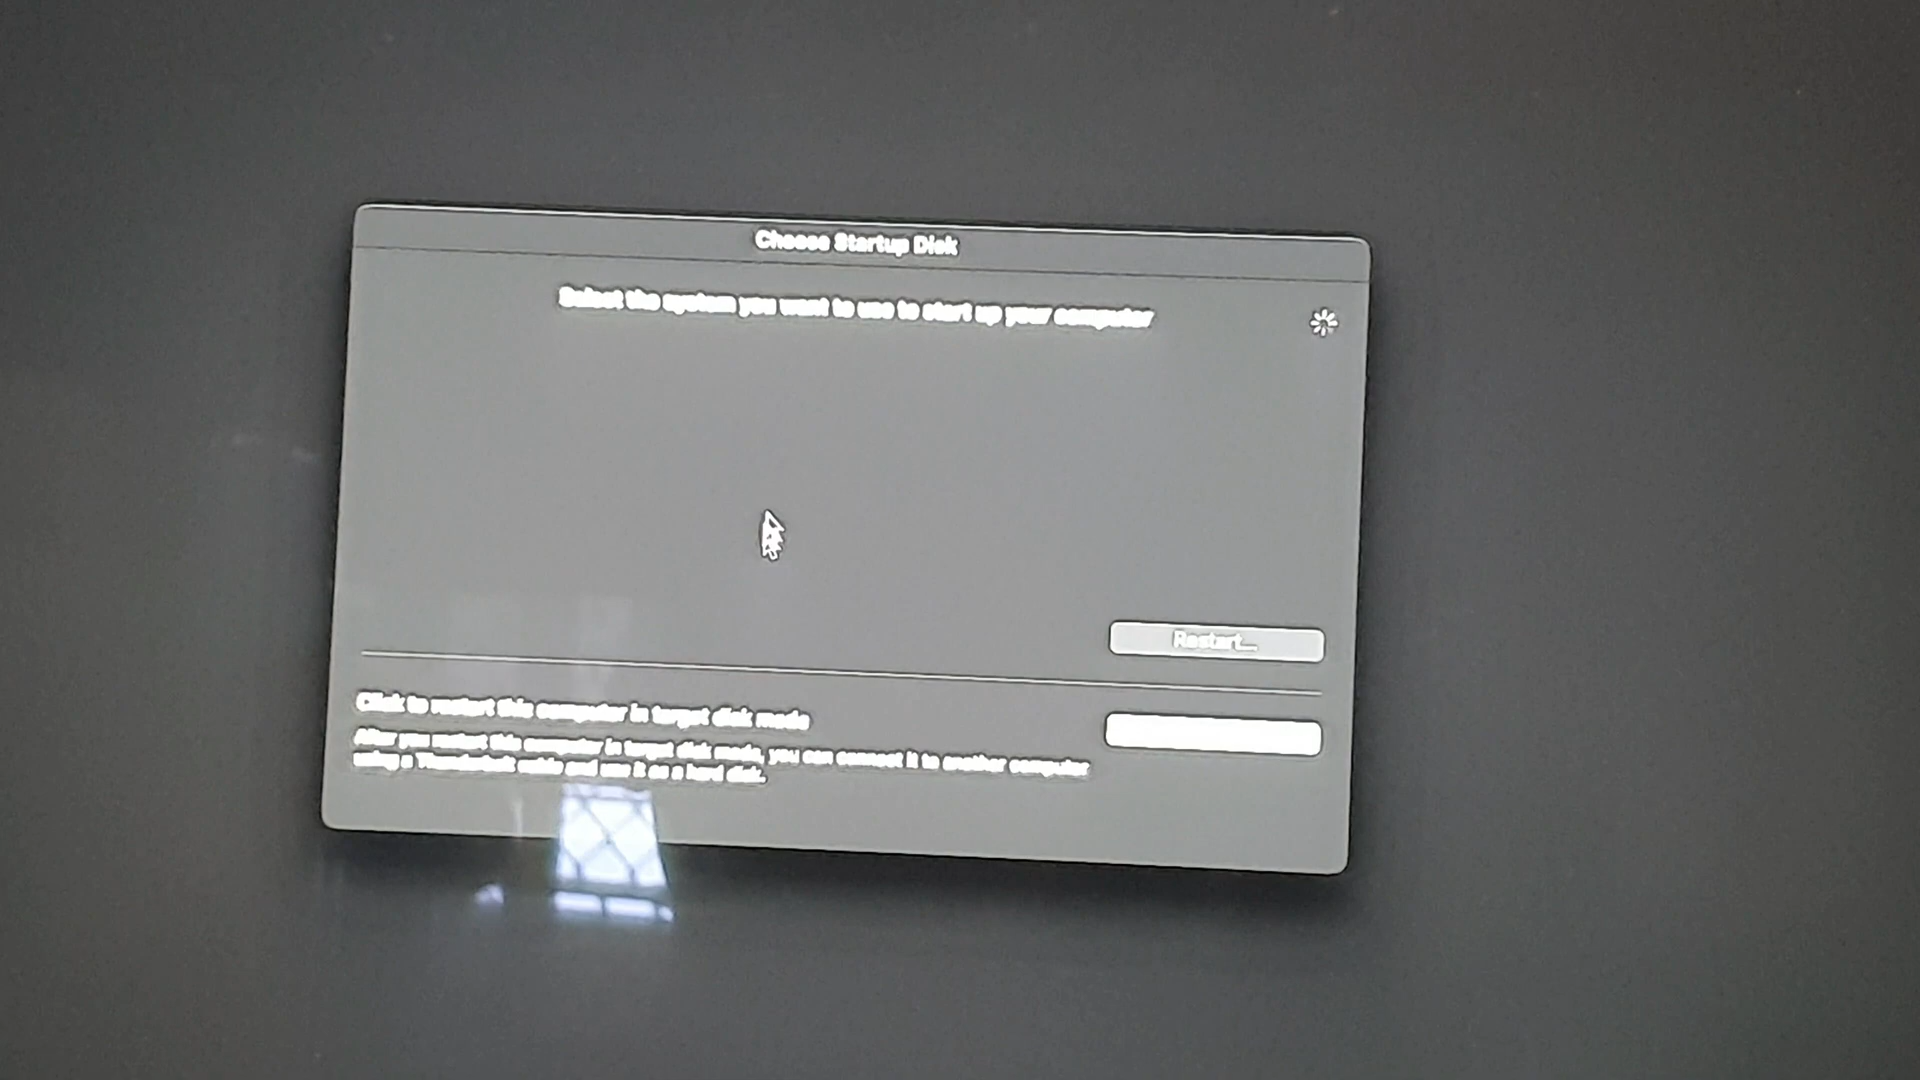 Choose Startup Disk
Select the system you want to use to start up your computer
Restart...
Click to restart this computer in target disk mode
After you restart this computer in target disk mode, you can connect it to another computer
using a Thunderbolt cable and use it as a hard disk.